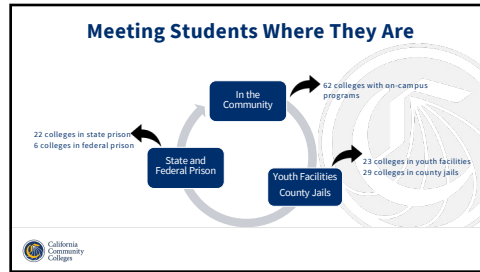 Meeting Students Where They Are
In the
Community
62 colleges with on-campus
programs
22 colleges in state prison
6 colleges in federal prison
State and
Federal Prison
Youth Facilities
County Jails
23 colleges in youth facilities
29 colleges in county jails
California
Community
Colleges